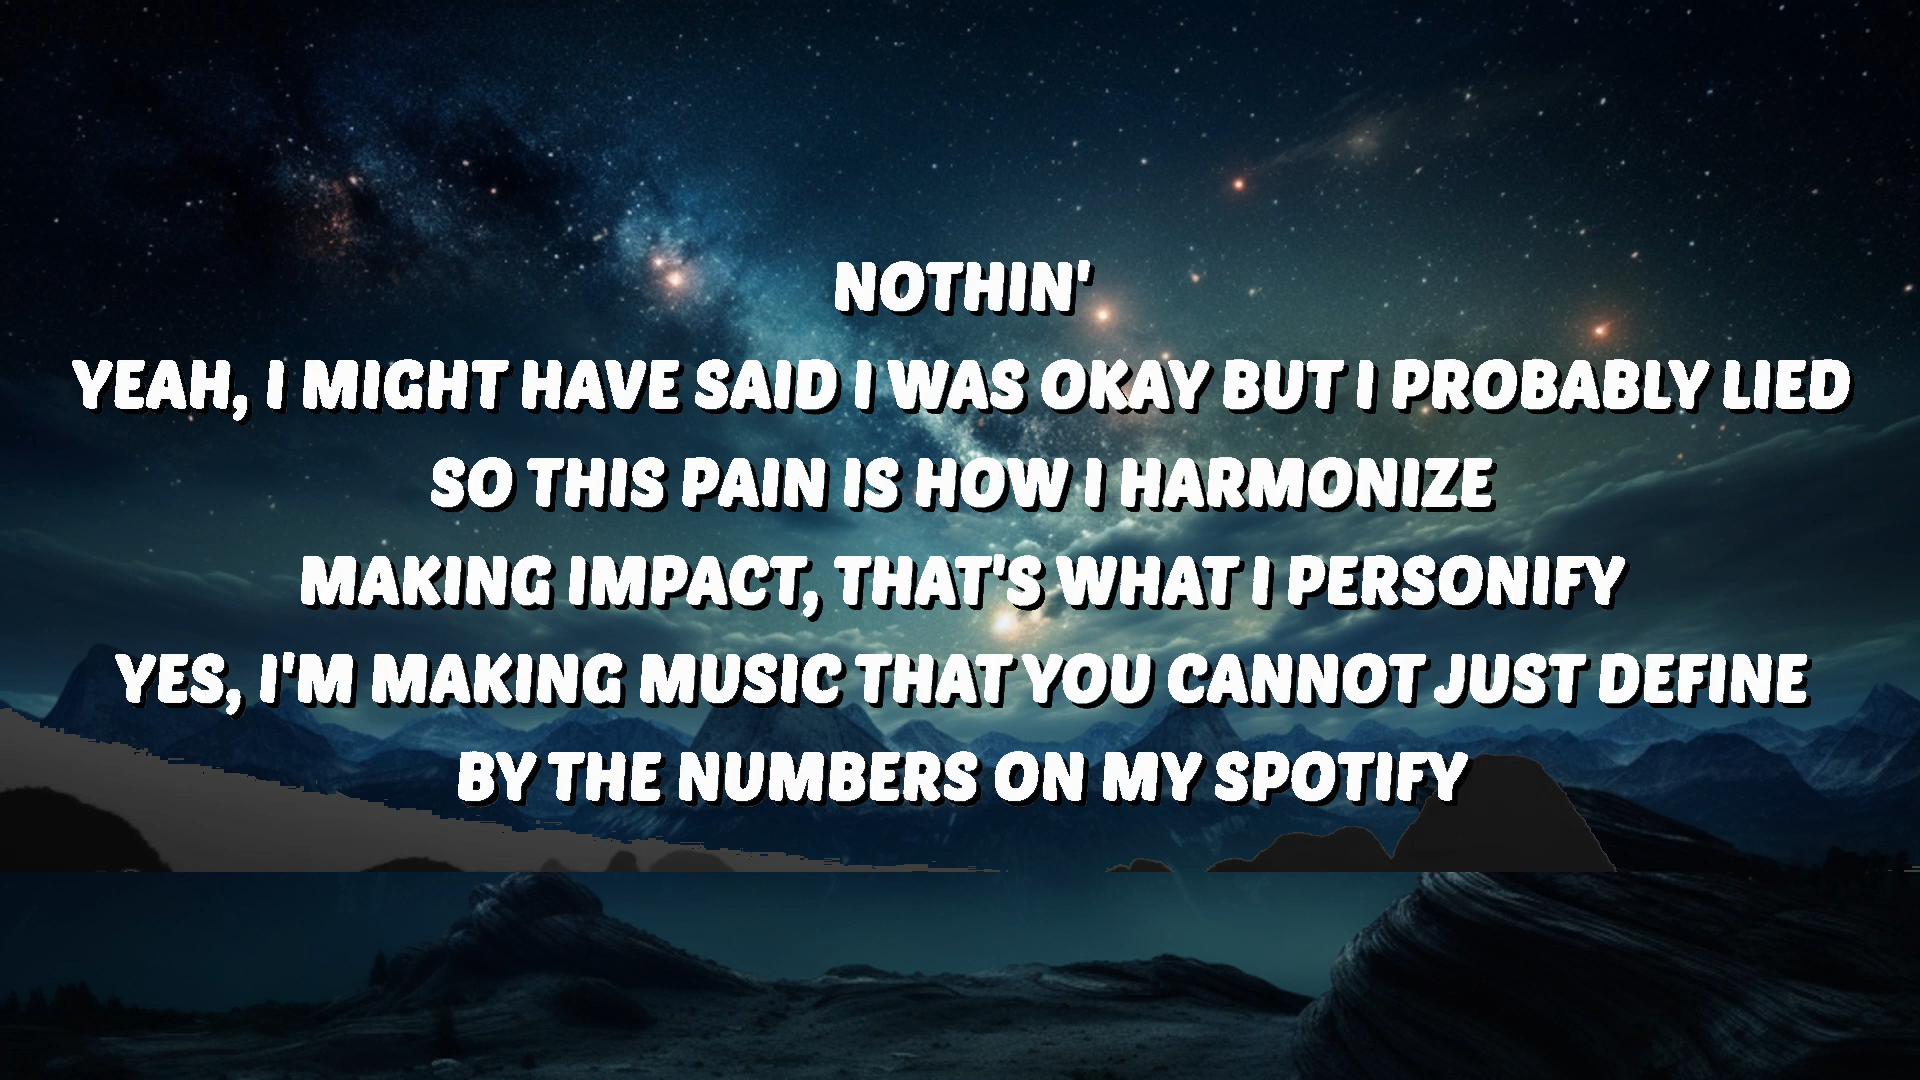 NOTHIN'
YEAH, I MIGHT HAVE SAID I WAS OKAY BUT I PROBABLY LIED
SO THIS PAIN IS HOW I HARMONIZE
MAKING IMPACT, THAT'S WHAT I PERSONIFY
YES, I'M MAKING MUSIC THAT YOU CANNOT JUST DEFINE
BY THE NUMBERS ON MY SPOTIFY